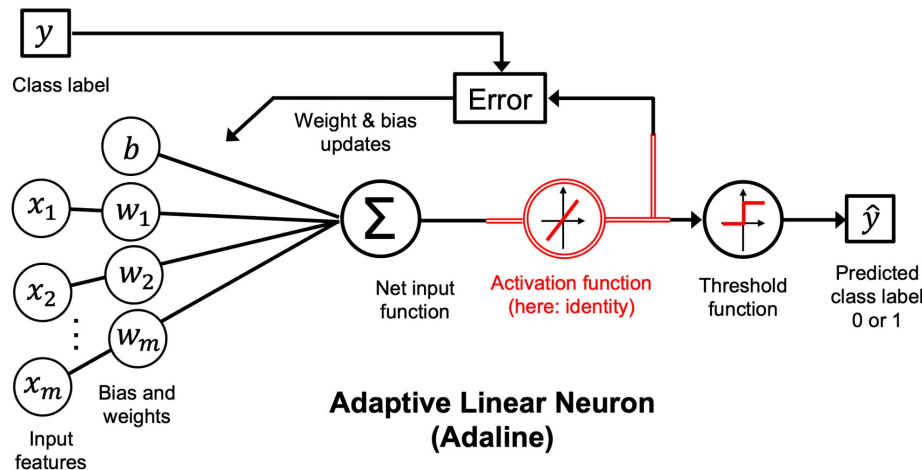 y
Class label
Error
Weight & bias
updates
b
x₁
w₁
x₂
w₂
⋮
xₘ
wₘ
Σ
ŷ
Net input
function
Activation function
(here: identity)
Threshold
function
Predicted
class label
0 or 1
Bias and
weights
Input
features
Adaptive Linear Neuron
(Adaline)